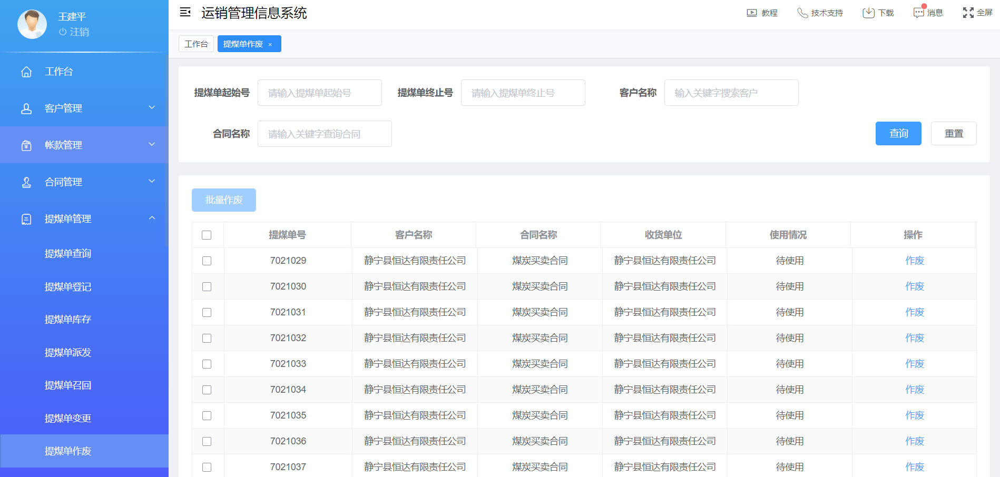 王建平
注销
运销管理信息系统
教程 技术支持 下载 消息 全屏
工作台 提煤单作废 ×
工作台
客户管理
帐款管理
合同管理
提煤单管理
提煤单查询
提煤单登记
提煤单库存
提煤单派发
提煤单召回
提煤单变更
提煤单作废
提煤单起始号 请输入提煤单起始号 提煤单终止号 请输入提煤单终止号 客户名称 输入关键字搜索客户
合同名称 请输入关键字查询合同 查询 重置
批量作废
提煤单号 客户名称 合同名称 收货单位 使用情况 操作
7021029 静宁县恒达有限责任公司 煤炭买卖合同 静宁县恒达有限责任公司 待使用 作废
7021030 静宁县恒达有限责任公司 煤炭买卖合同 静宁县恒达有限责任公司 待使用 作废
7021031 静宁县恒达有限责任公司 煤炭买卖合同 静宁县恒达有限责任公司 待使用 作废
7021032 静宁县恒达有限责任公司 煤炭买卖合同 静宁县恒达有限责任公司 待使用 作废
7021033 静宁县恒达有限责任公司 煤炭买卖合同 静宁县恒达有限责任公司 待使用 作废
7021034 静宁县恒达有限责任公司 煤炭买卖合同 静宁县恒达有限责任公司 待使用 作废
7021035 静宁县恒达有限责任公司 煤炭买卖合同 静宁县恒达有限责任公司 待使用 作废
7021036 静宁县恒达有限责任公司 煤炭买卖合同 静宁县恒达有限责任公司 待使用 作废
7021037 静宁县恒达有限责任公司 煤炭买卖合同 静宁县恒达有限责任公司 待使用 作废